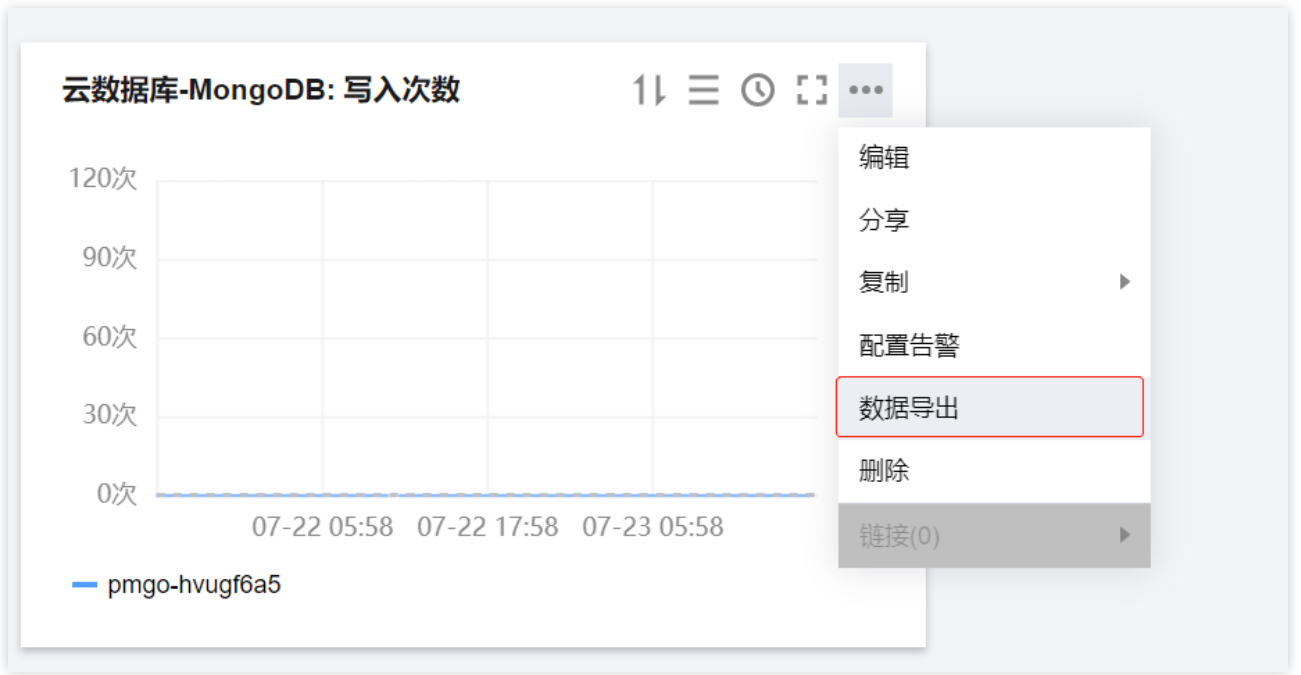 云数据库-MongoDB: 写入次数
120次
90次
60次
30次
0次
07-22 05:58 07-22 17:58 07-23 05:58
pmgo-hvugf6a5
编辑
分享
复制
配置告警
数据导出
删除
链接(0)